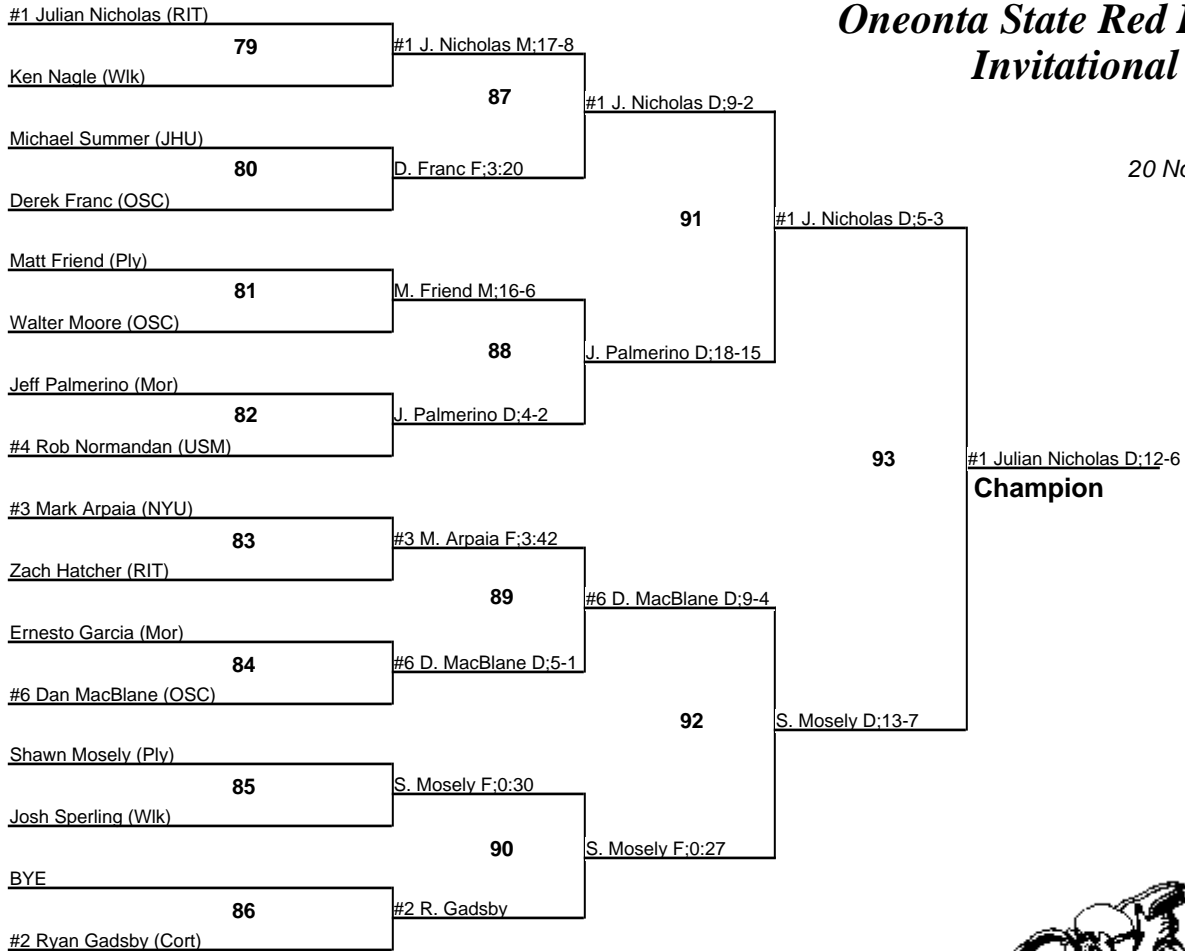 Oneonta State Red
Invitational
20
#1 Julian Nicholas (RIT)
79
Ken Nagle (Wlk)
#1 J. Nicholas M;17-8
87
Michael Summer (JHU)
80
Derek Franc (OSC)
D. Franc F;3:20
#1 J. Nicholas D;9-2
91
Matt Friend (Ply)
81
Walter Moore (OSC)
M. Friend M;16-6
88
Jeff Palmerino (Mor)
82
#4 Rob Normandan (USM)
J. Palmerino D;4-2
J. Palmerino D;18-15
#1 J. Nicholas D;5-3
93
#1 Julian Nicholas D;12-6
Champion
#3 Mark Arpaia (NYU)
83
Zach Hatcher (RIT)
#3 M. Arpaia F;3:42
89
Ernesto Garcia (Mor)
84
#6 Dan MacBlane (OSC)
#6 D. MacBlane D;5-1
#6 D. MacBlane D;9-4
92
Shawn Mosely (Ply)
85
Josh Sperling (Wlk)
S. Mosely F;0:30
90
BYE
86
#2 Ryan Gadsby (Cort)
#2 R. Gadsby
S. Mosely F;0:27
S. Mosely D;13-7